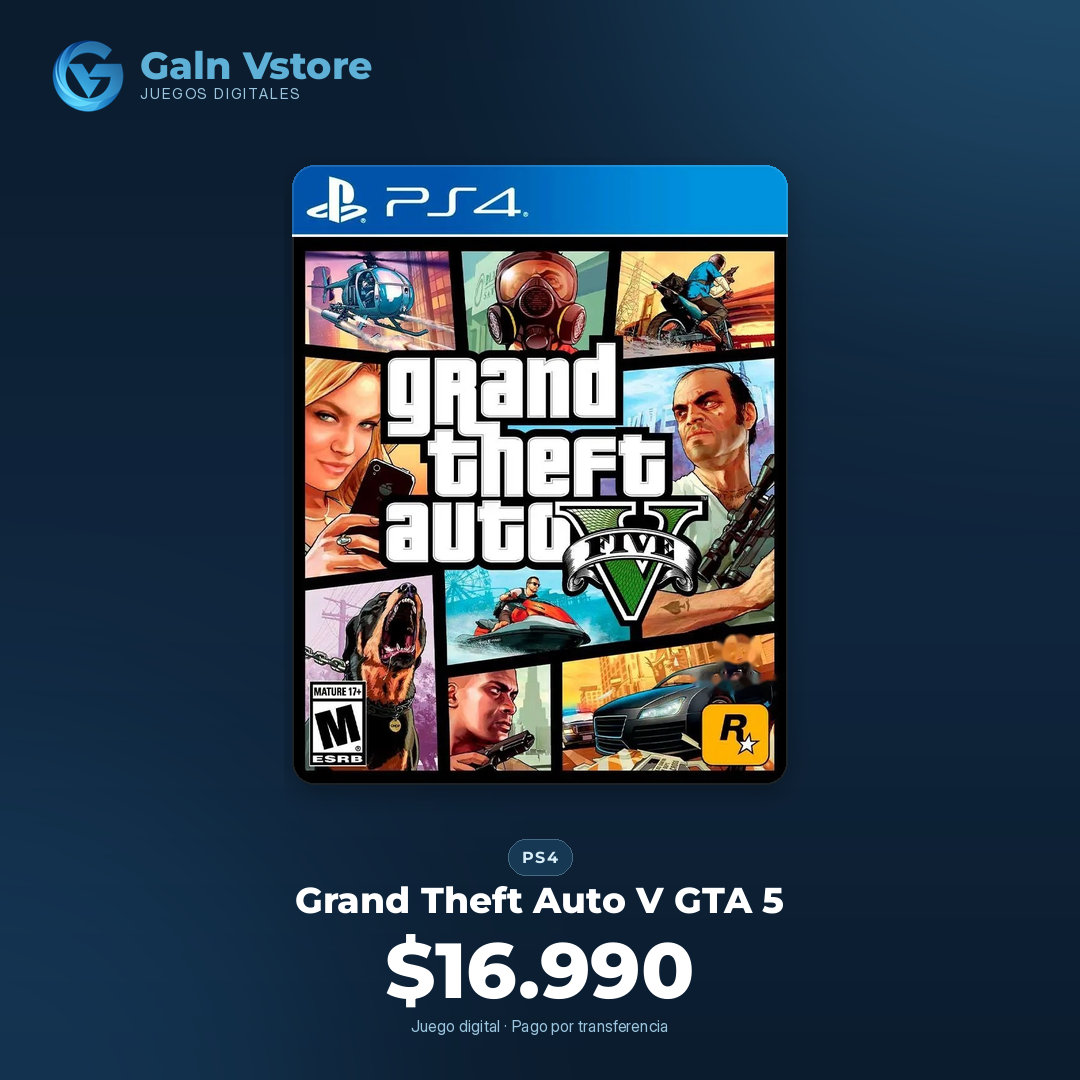 GaIn Vstore
JUEGOS DIGITALES
PS4
grand
theft
auto V
FIVE
MATURE 17+
M
ESRB
R
PS4
Grand Theft Auto V GTA 5
$16.990
Juego digital · Pago por transferencia